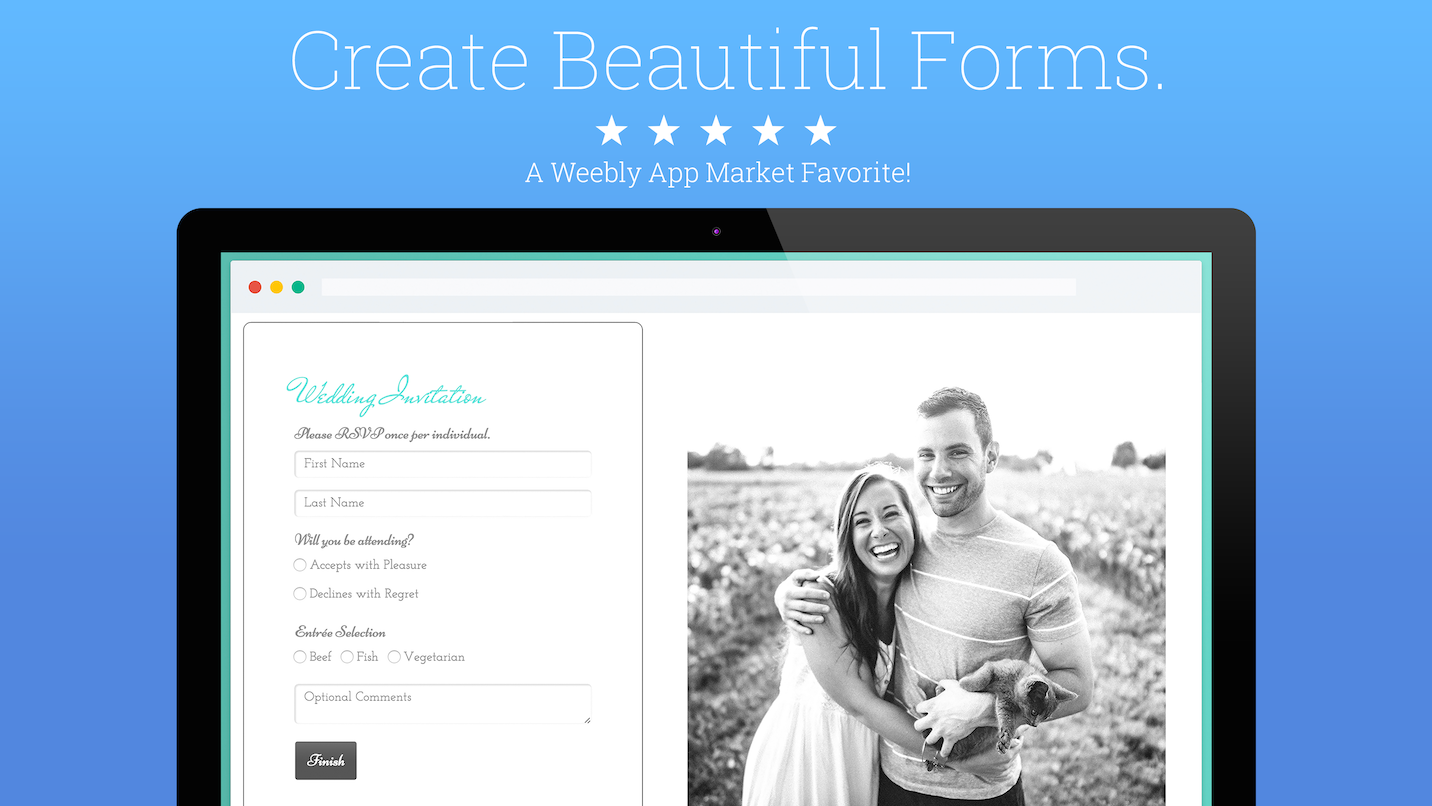 Create Beautiful Forms.
A Weebly App Market Favorite!
Wedding Invitation
Please RSVP once per individual.
First Name
Last Name
Will you be attending?
Accepts with Pleasure
Declines with Regret
Entrée Selection
Beef Fish Vegetarian
Optional Comments
Finish